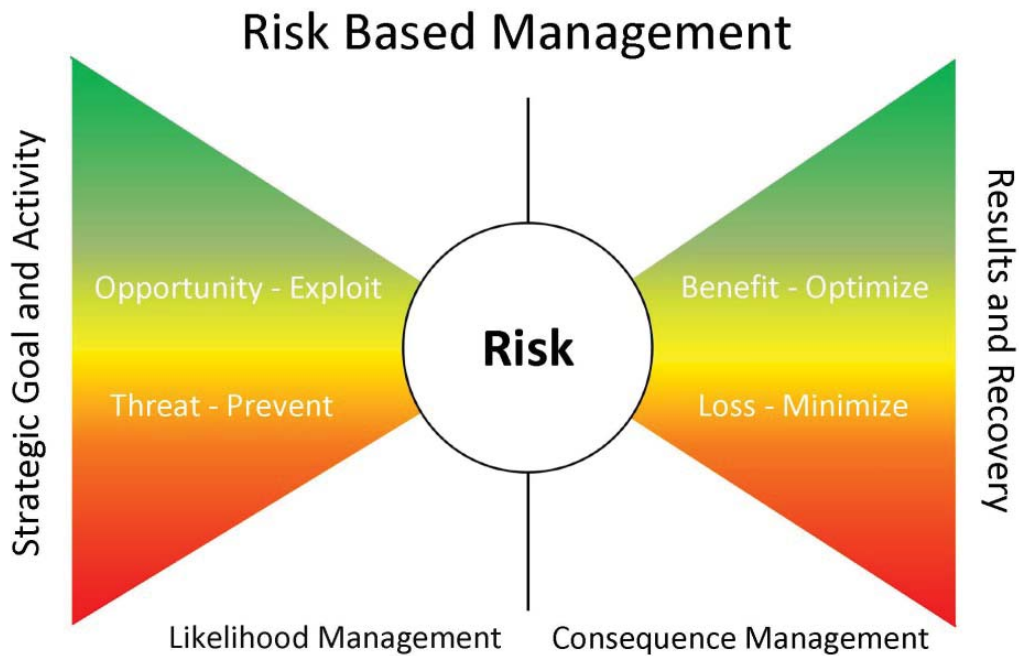 Risk Based Management
Strategic Goal and Activity
Opportunity - Exploit
Threat - Prevent
Risk
Benefit - Optimize
Loss - Minimize
Results and Recovery
Likelihood Management
Consequence Management